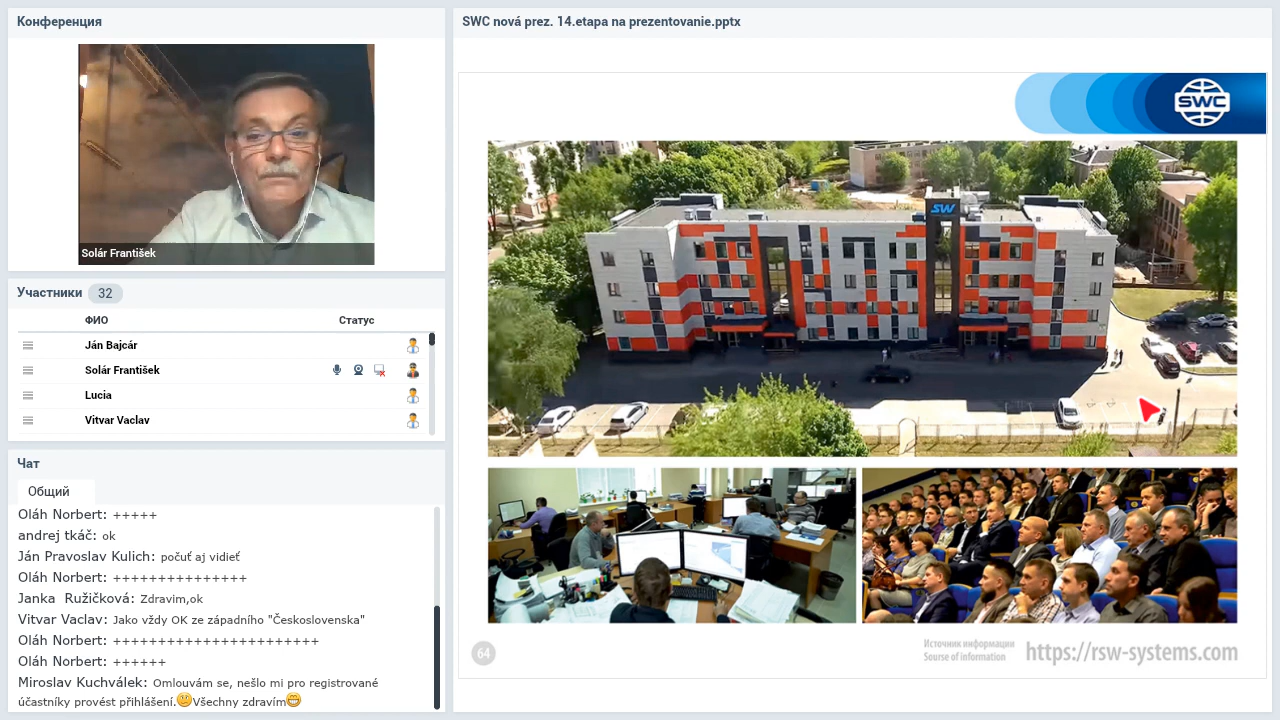 Конференция
Solár František
Участники 32
ФИО Статус
Ján Bajcár
Solár František
Lucia
Vitvar Vaclav
Чат
Общий
Oláh Norbert: +++++
andrej tkáč: ok
Ján Pravoslav Kulich: počuť aj vidieť
Oláh Norbert: +++++++++++++++
Janka Ružičková: Zdravim,ok
Vitvar Vaclav: Jako vždy OK ze západního "Československa"
Oláh Norbert: +++++++++++++++++++++++
Oláh Norbert: ++++++
Miroslav Kuchválek: Omlouvám se, nešlo mi pro registrované
účastníky provést přihlášení.Všechny zdravím
SWC nová prez. 14.etapa na prezentovanie.pptx
SWC
SW
64
Источник информации
Sourse of information
https://rsw-systems.com